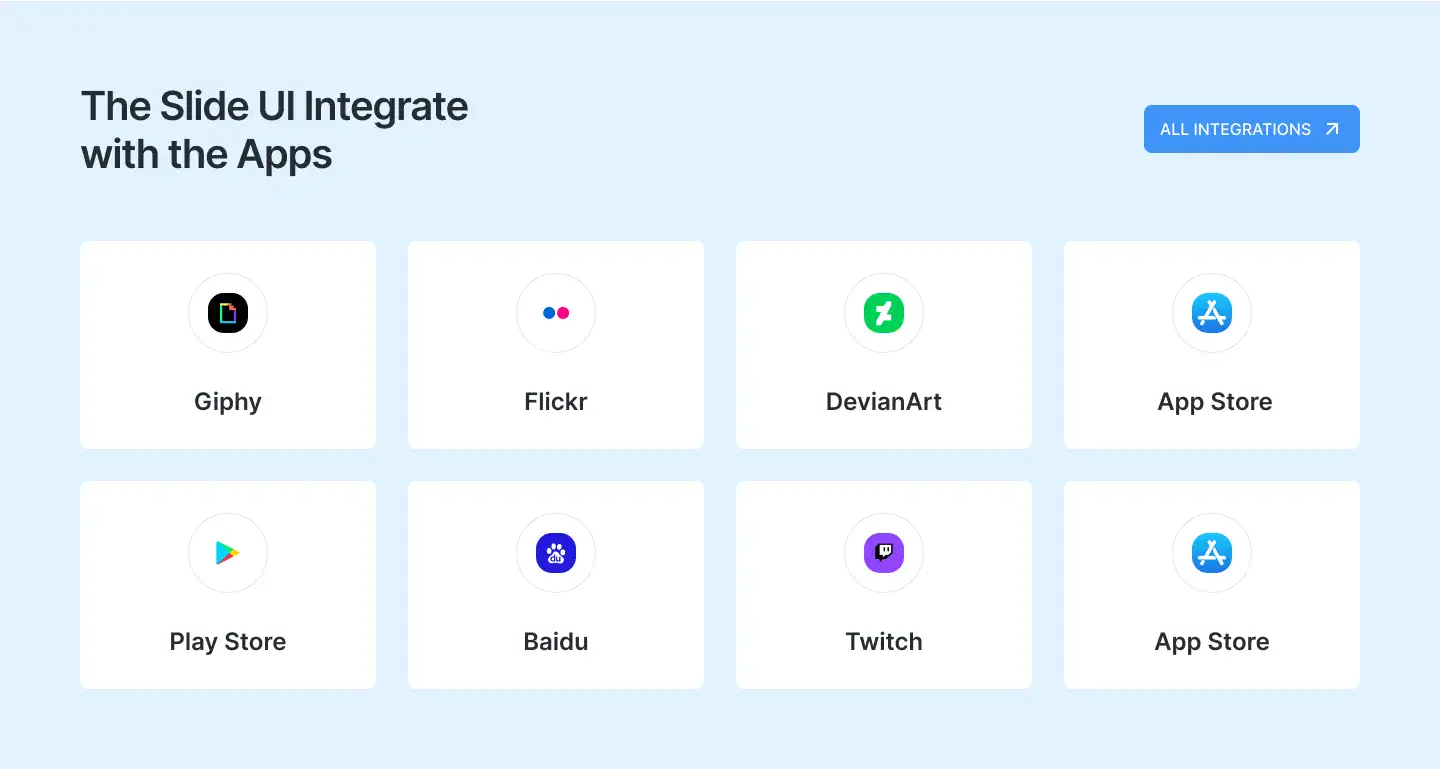 The Slide UI Integrate
with the Apps
ALL INTEGRATIONS
Giphy
Flickr
DevianArt
App Store
Play Store
du
Baidu
Twitch
App Store